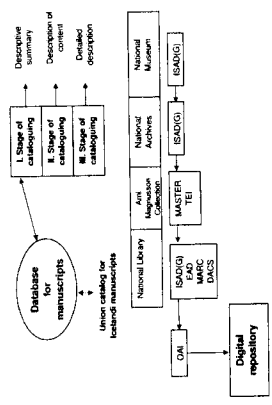 Descriptive
summary
Description of
content
Detailed
description
I. Stage of
cataloguing
II. Stage of
cataloguing
III. Stage of
cataloguing
Database
for
manuscripts
Union catalog for
Icelandi manuscripts
National Library
Arni
Magnusson
Collection
National
Archives
National
Museum
ISAD(G)
EAD
MARC
DACS
MASTER
TEI
ISAD(G)
ISAD(G)
OAI
Digital
repository